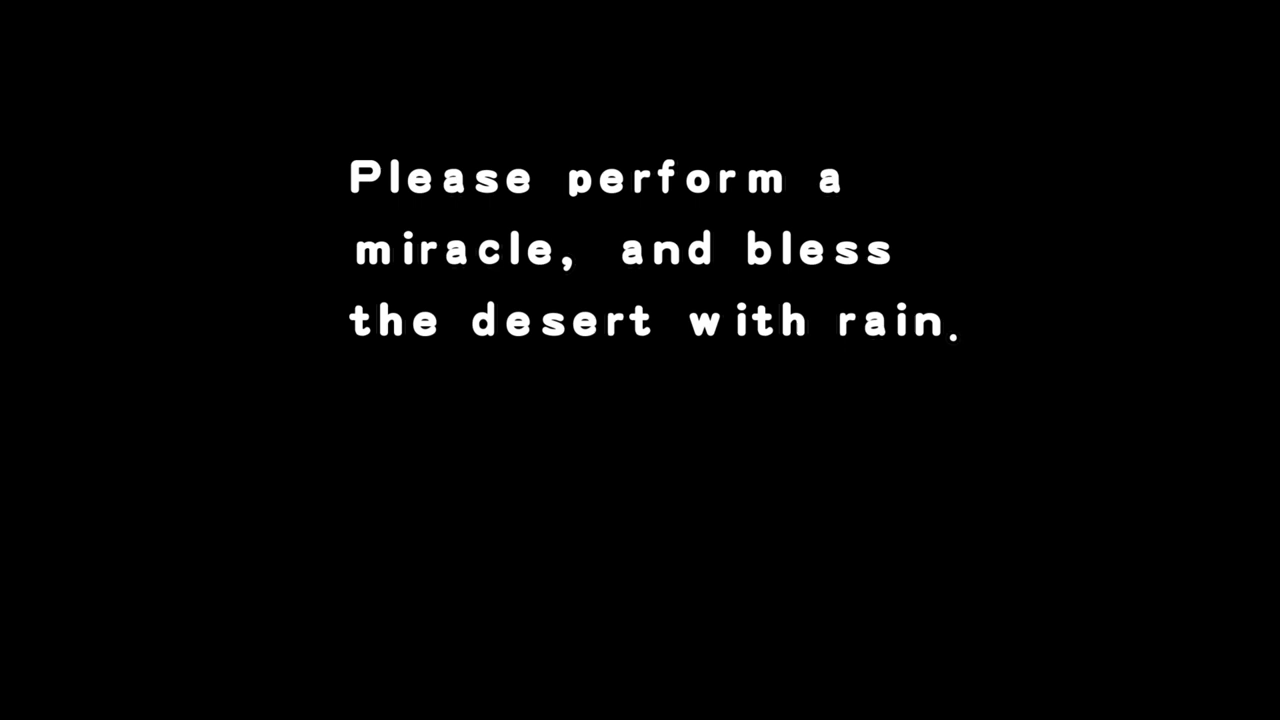 Please perform a
miracle, and bless
the desert with rain.